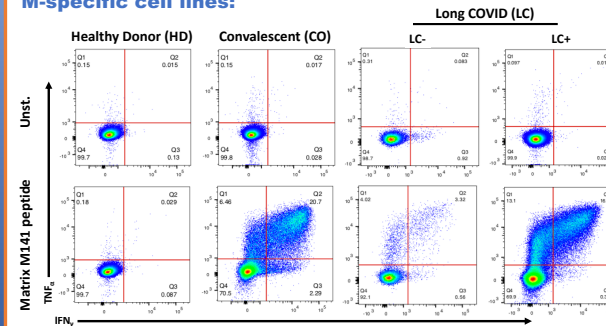 M-specific cell lines:
Long COVID (LC)
Healthy Donor (HD)
Convalescent (CO)
LC-
LC+
Unst.
Q1
0.15
Q2
0.015
Q4
99.7
Q3
0.13
Q1
0.15
Q2
0.017
Q4
99.8
Q3
0.028
Q1
0.31
Q2
0.083
Q4
98.7
Q3
0.92
Q1
0.097
Q2
Q4
99.9
Q3
Matrix M141 peptide
TNFα
Q1
0.18
Q2
0.029
Q4
99.7
Q3
0.087
Q1
6.46
Q2
20.7
Q4
70.5
Q3
2.29
Q1
Q2
3.32
Q4
92.1
Q3
Q1
13.1
Q2
Q4
69.9
Q3
IFNγ